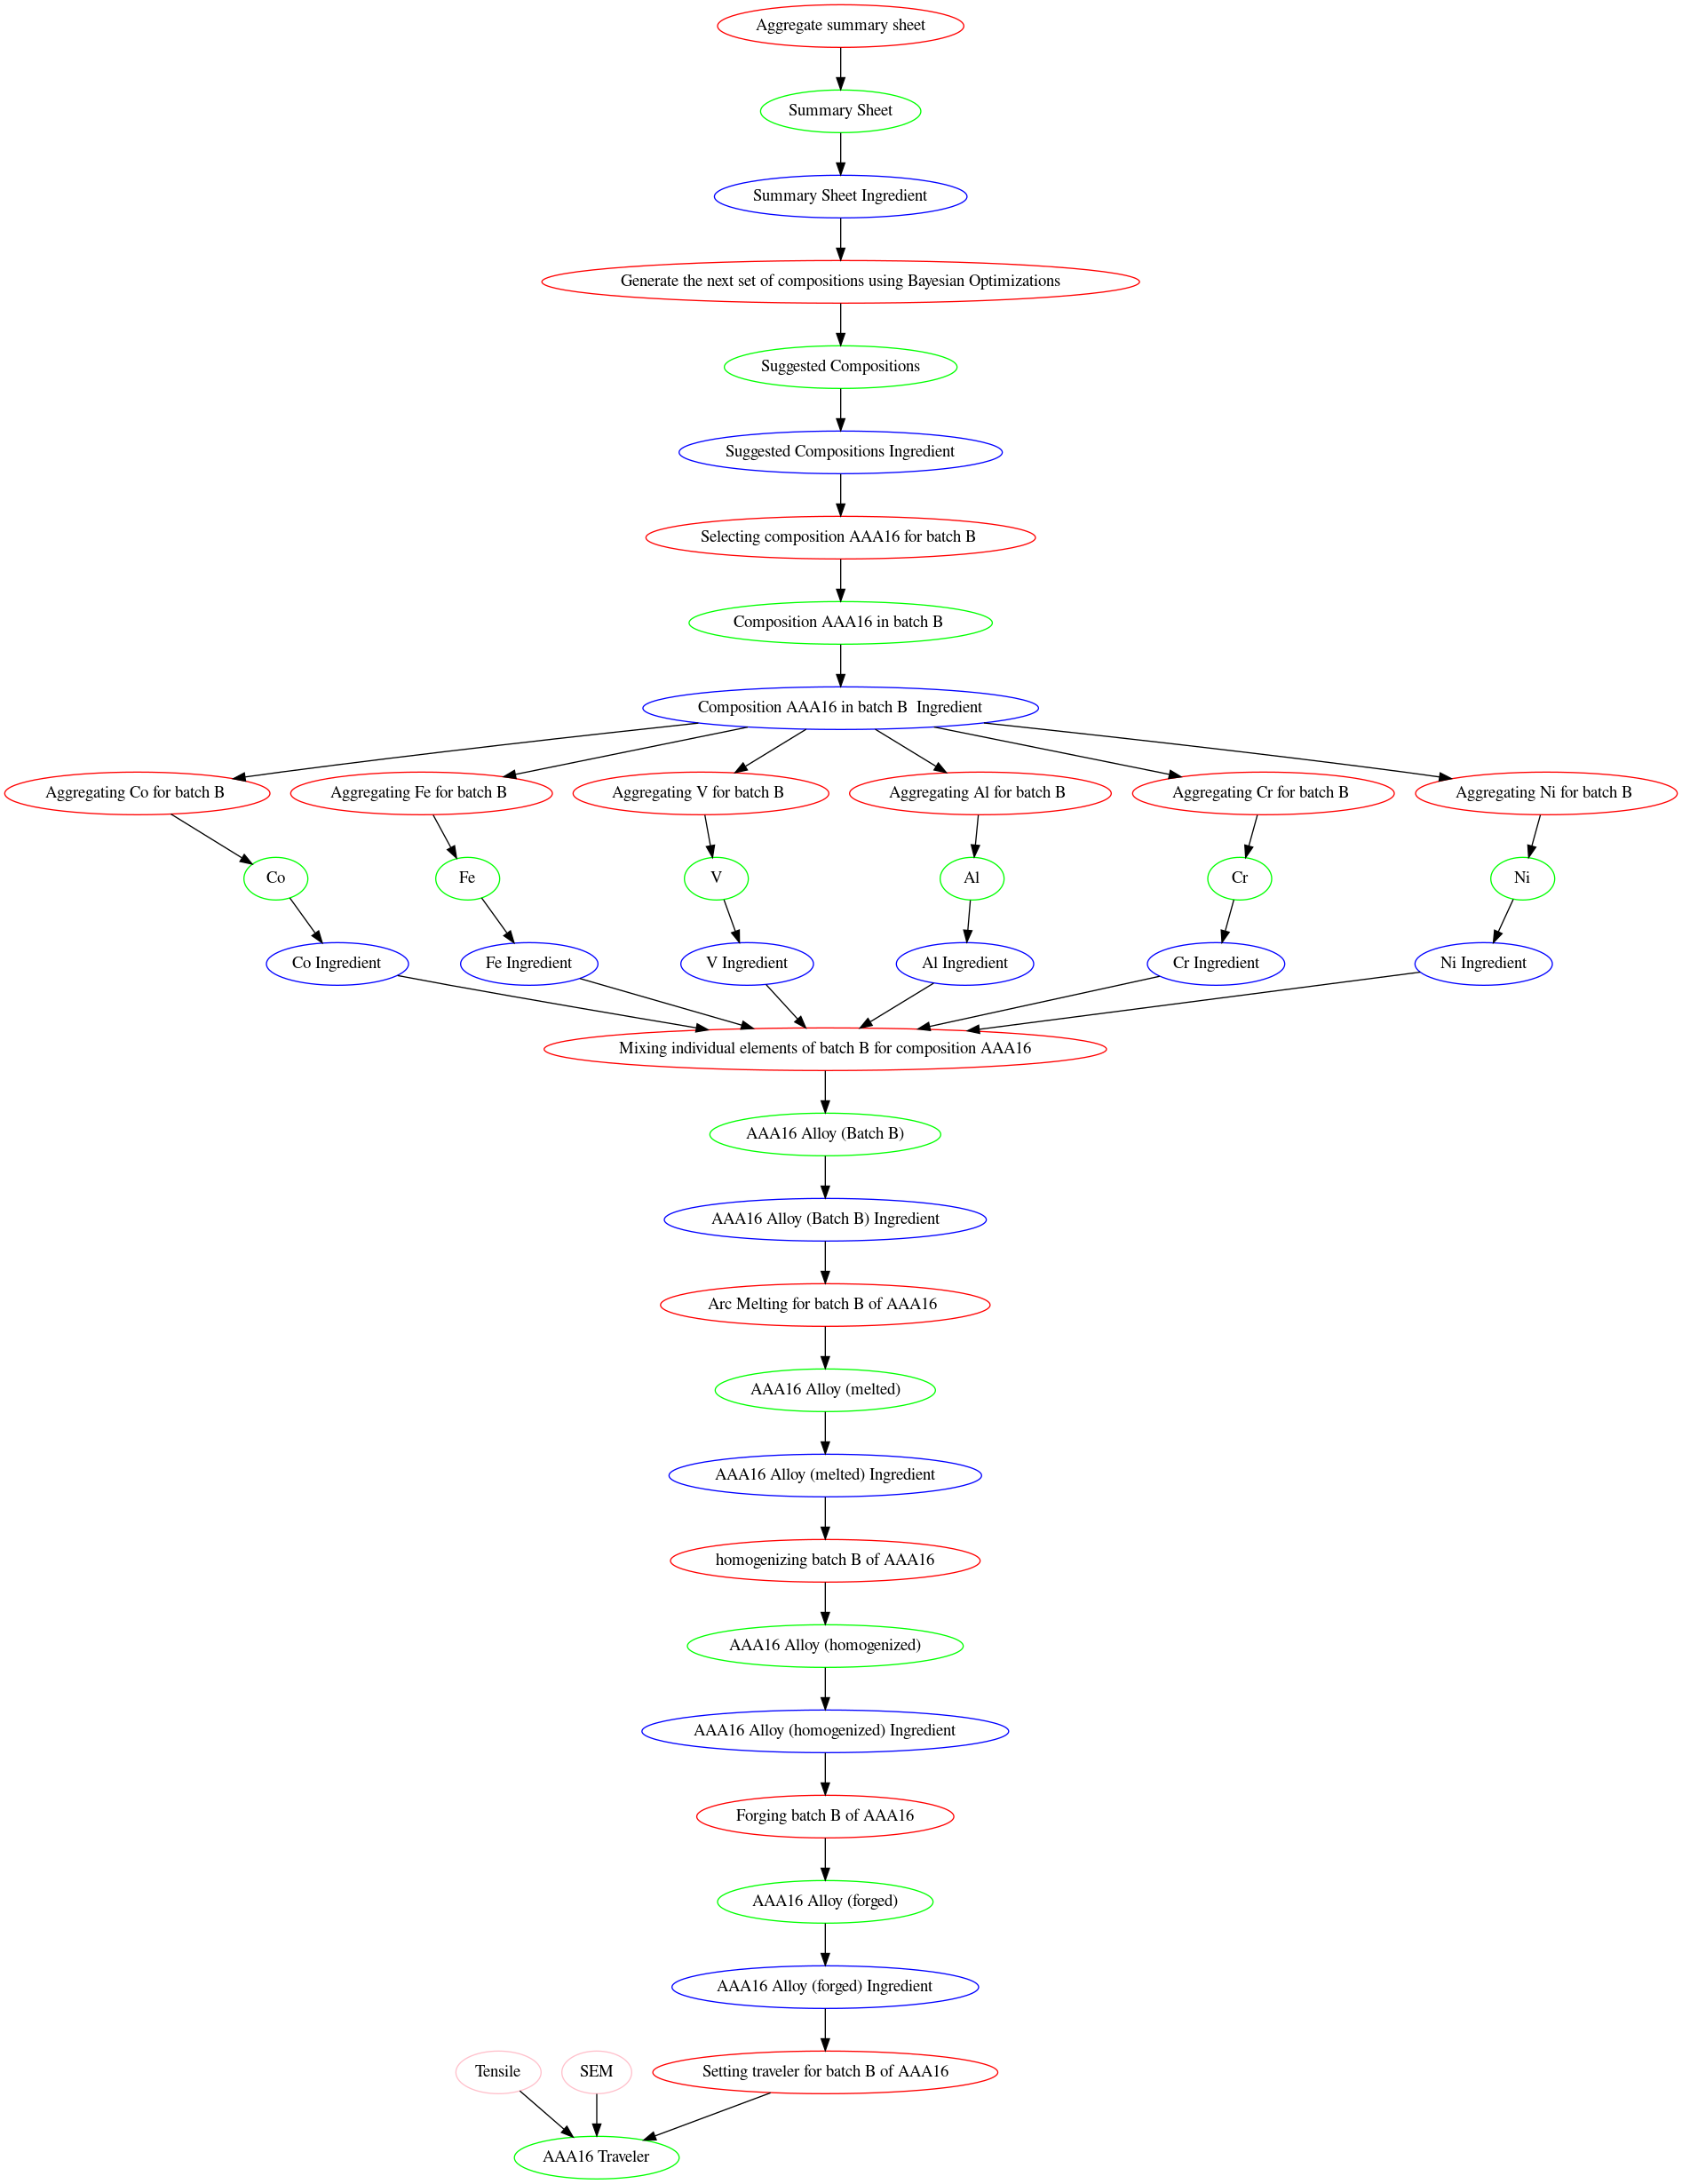 Aggregate summary sheet
Summary Sheet
Summary Sheet Ingredient
Generate the next set of compositions using Bayesian Optimizations
Suggested Compositions
Suggested Compositions Ingredient
Selecting composition AAA16 for batch B
Composition AAA16 in batch B
Composition AAA16 in batch B  Ingredient
Aggregating Co for batch B
Aggregating Fe for batch B
Aggregating V for batch B
Aggregating Al for batch B
Aggregating Cr for batch B
Aggregating Ni for batch B
Co
Fe
V
Al
Cr
Ni
Co Ingredient
Fe Ingredient
V Ingredient
Al Ingredient
Cr Ingredient
Ni Ingredient
Mixing individual elements of batch B for composition AAA16
AAA16 Alloy (Batch B)
AAA16 Alloy (Batch B) Ingredient
Arc Melting for batch B of AAA16
AAA16 Alloy (melted)
AAA16 Alloy (melted) Ingredient
homogenizing batch B of AAA16
AAA16 Alloy (homogenized)
AAA16 Alloy (homogenized) Ingredient
Forging batch B of AAA16
AAA16 Alloy (forged)
AAA16 Alloy (forged) Ingredient
Tensile
SEM
Setting traveler for batch B of AAA16
AAA16 Traveler